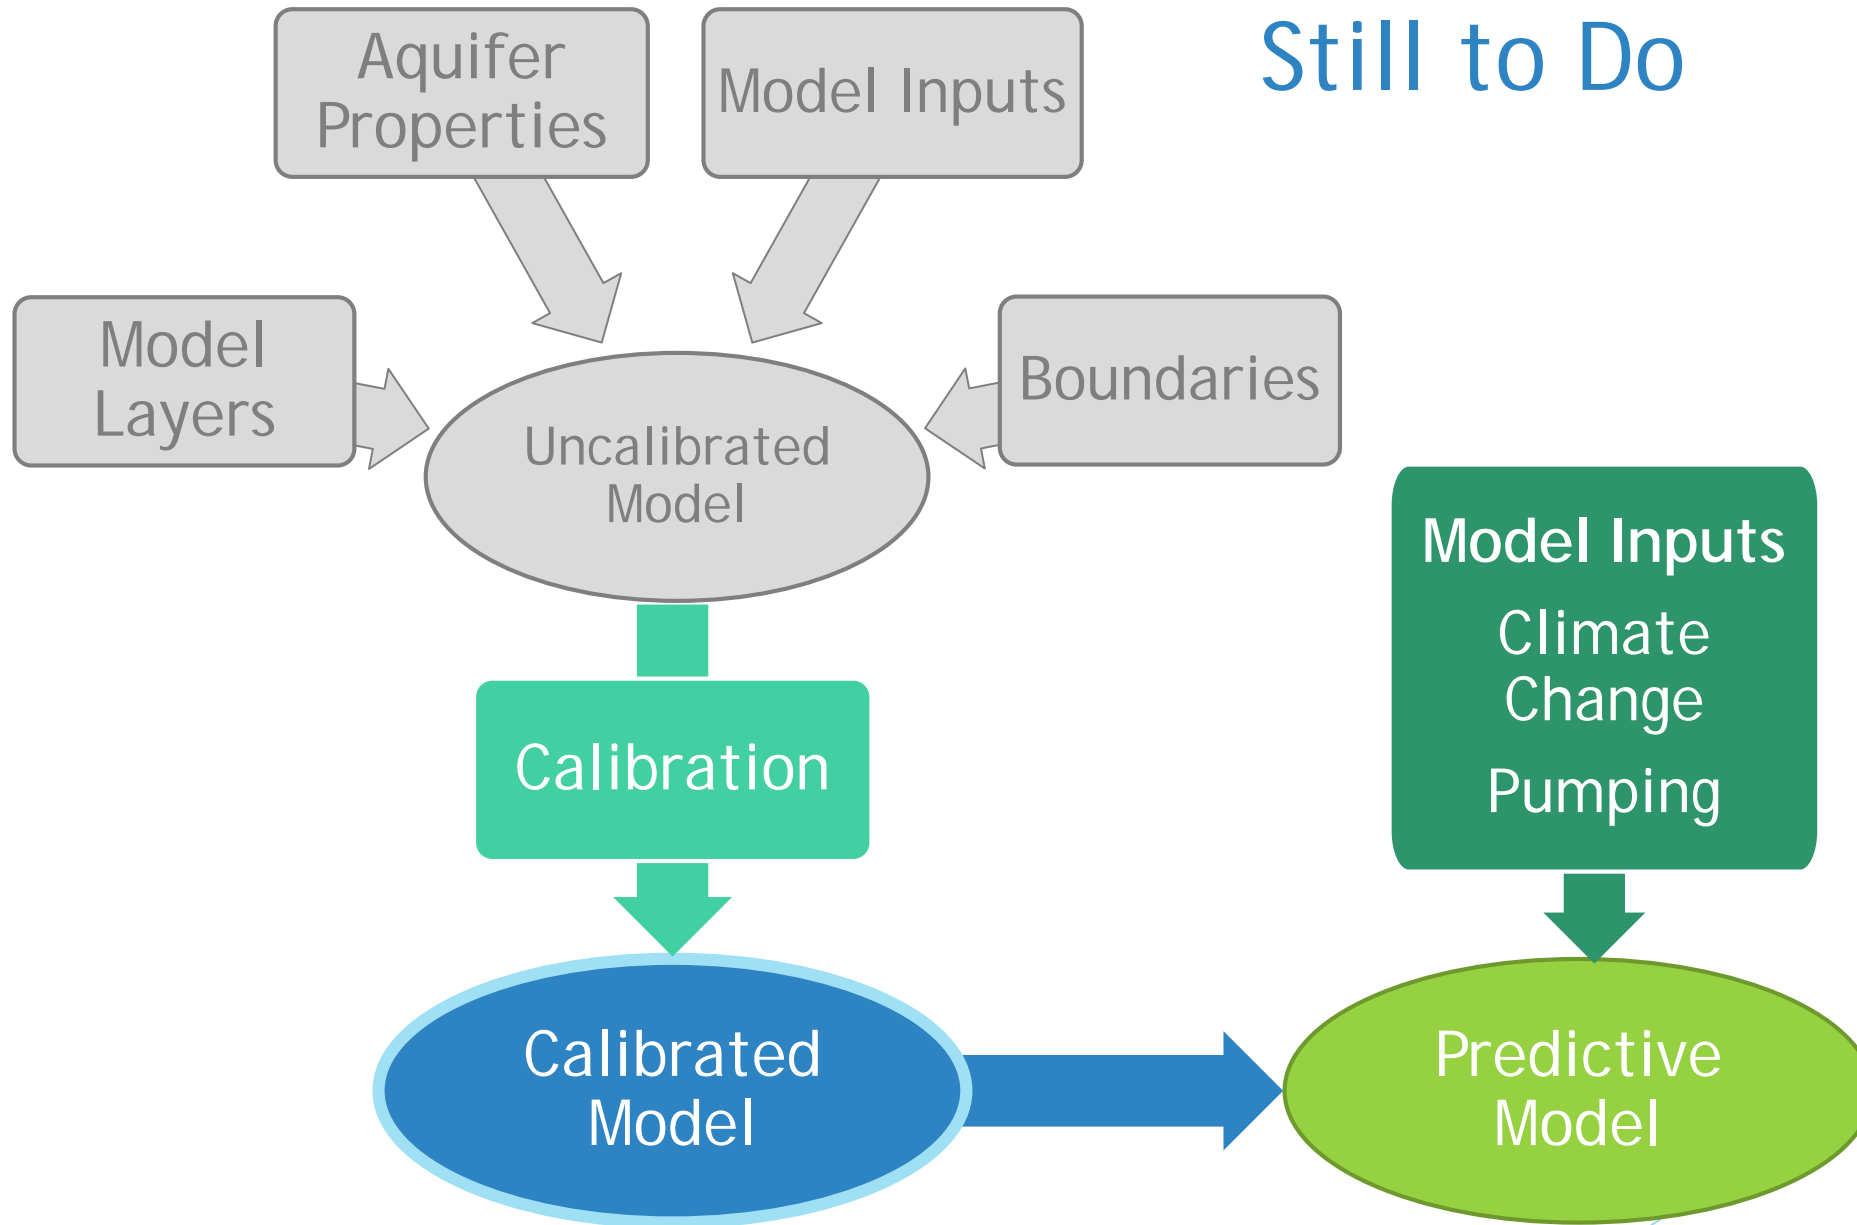 Still to Do
Aquifer
Properties
Model Inputs
Model
Layers
Boundaries
Uncalibrated
Model
Model Inputs
Climate
Change
Pumping
Calibration
Calibrated
Model
Predictive
Model